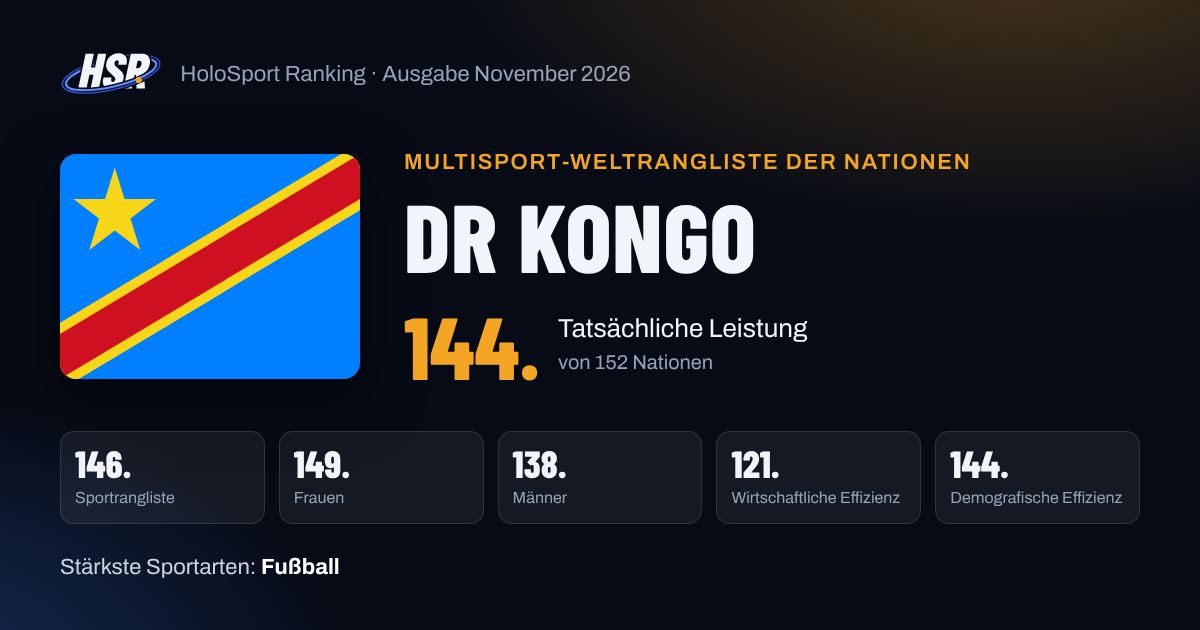 HSR
HoloSport Ranking · Ausgabe November 2026
MULTISPORT-WELTRANGLISTE DER NATIONEN
DR KONGO
144.
Tatsächliche Leistung
von 152 Nationen
146.
Sportrangliste
149.
Frauen
138.
Männer
121.
Wirtschaftliche Effizienz
144.
Demografische Effizienz
Stärkste Sportarten: Fußball